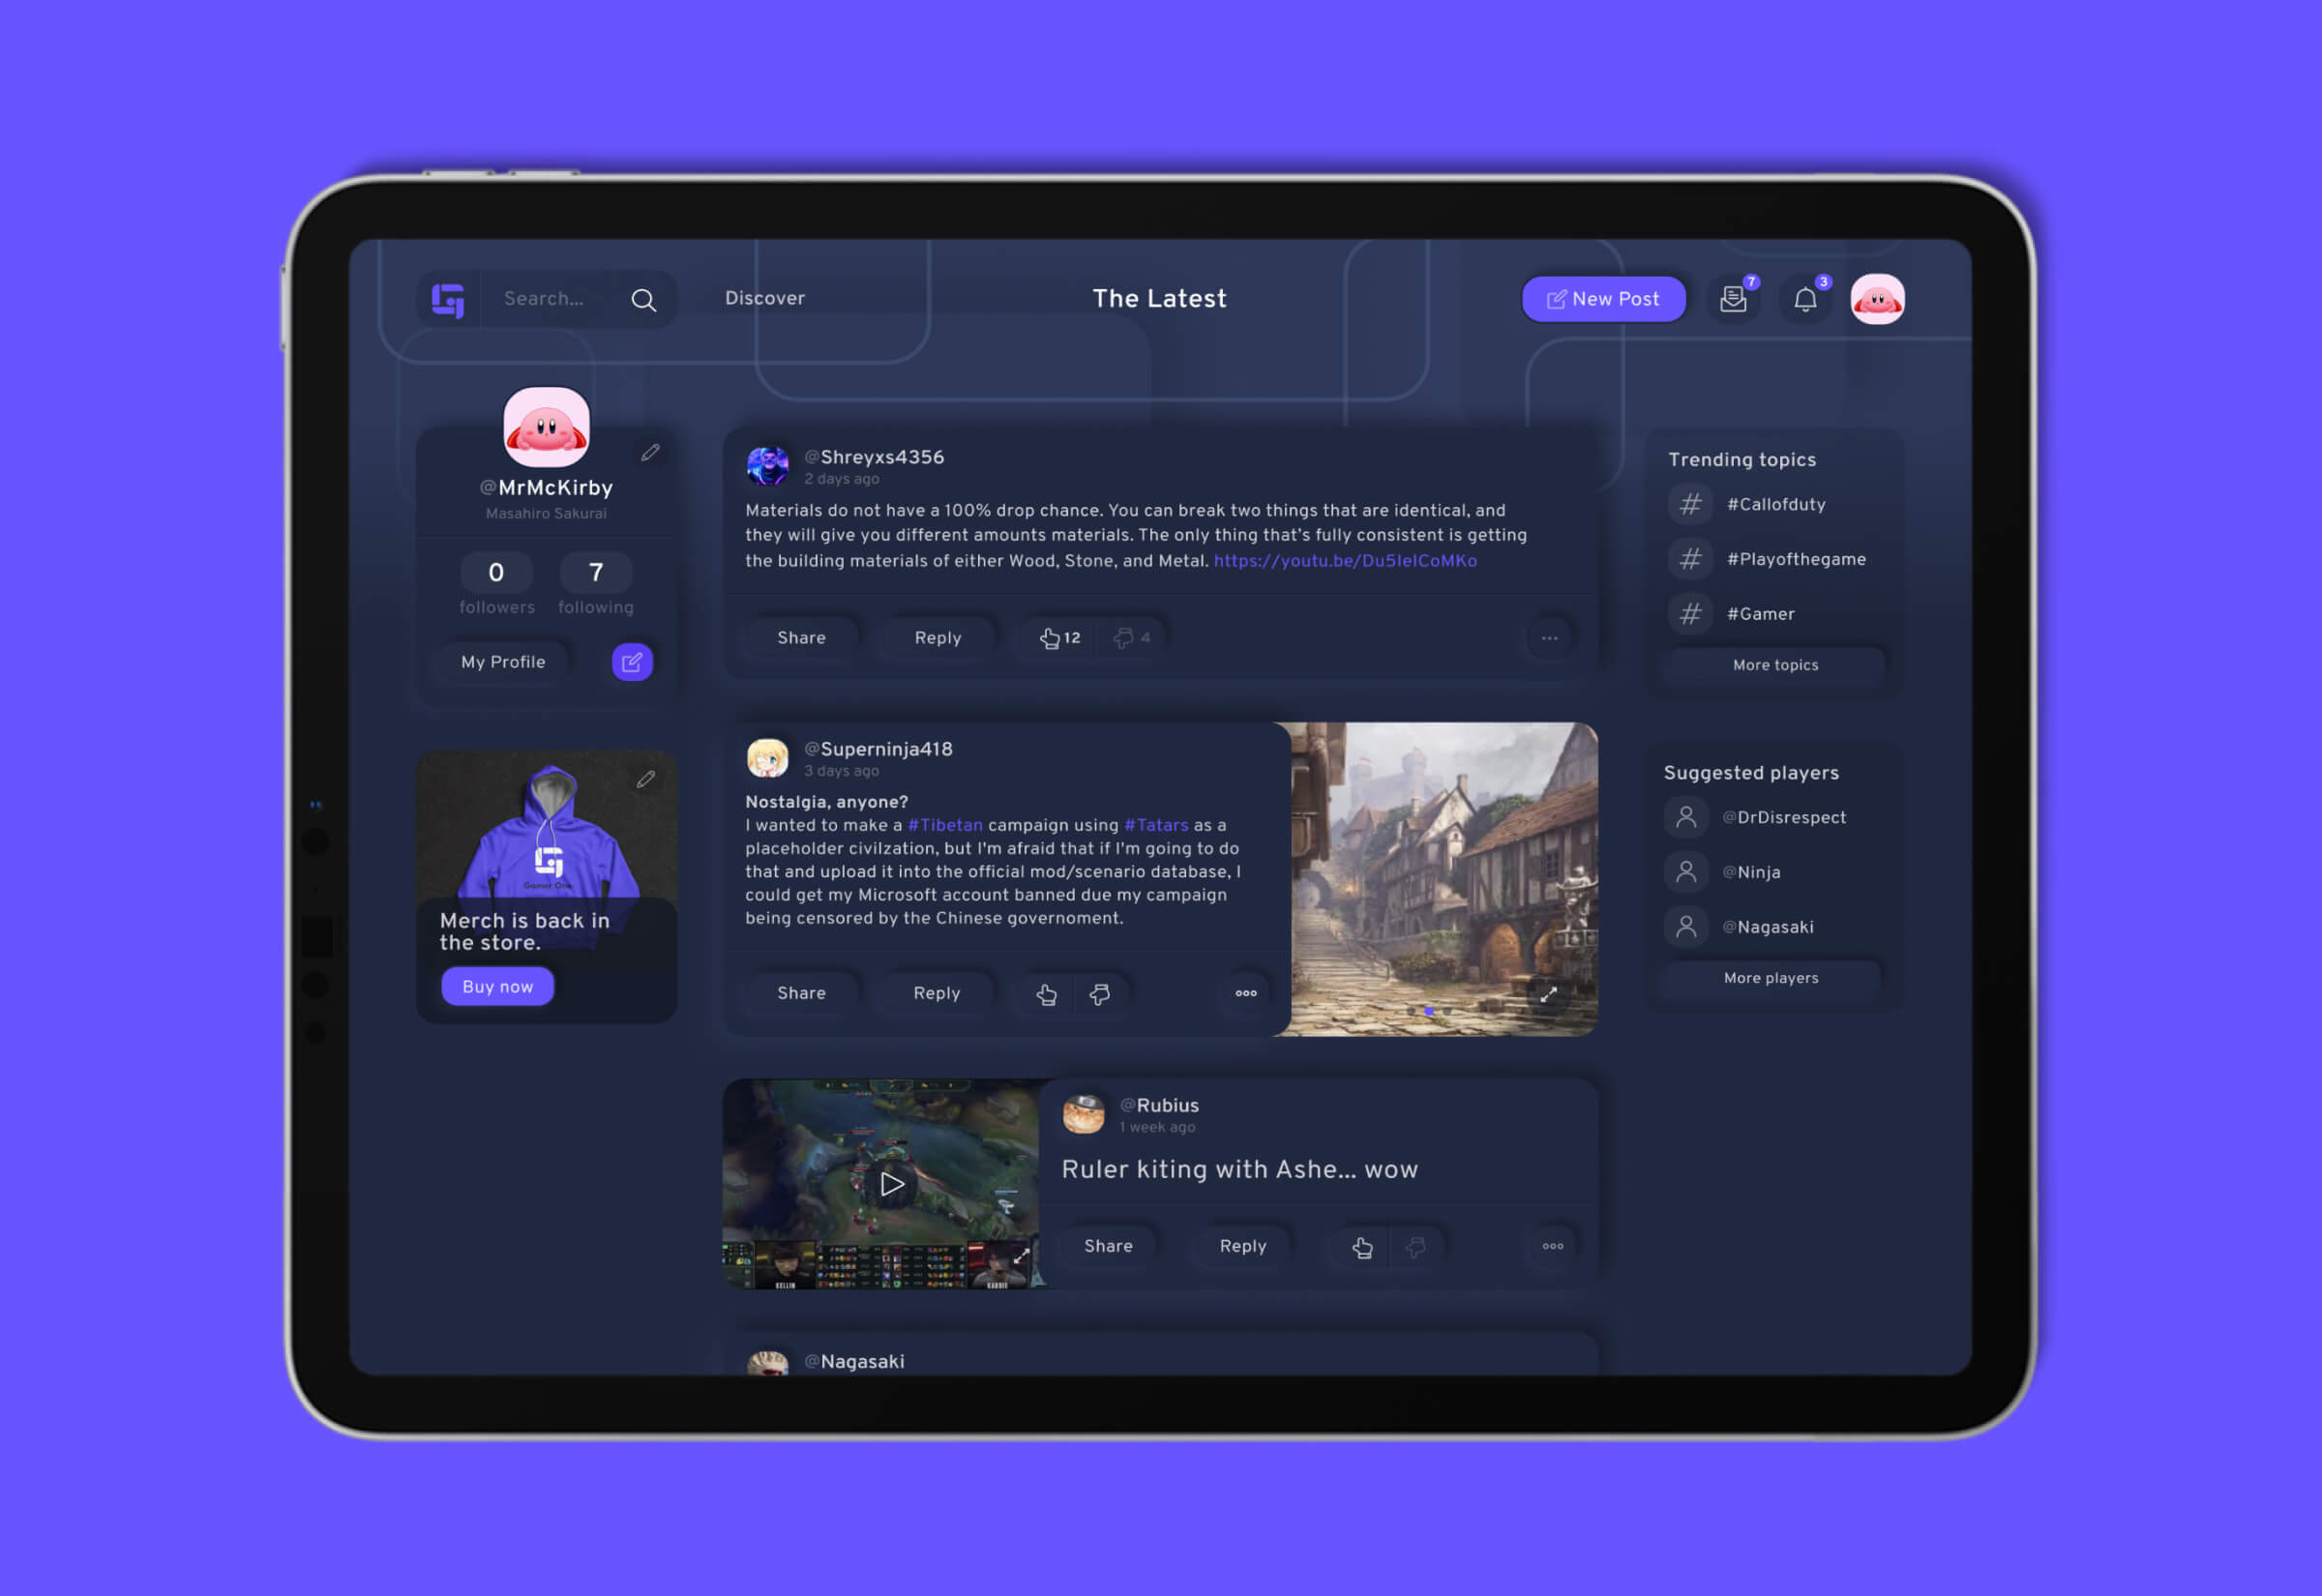 Search...
Discover
The Latest
New Post
7
3
@MrMcKirby
Masahiro Sakurai
0
7
followers
following
My Profile
Gamer One
Merch is back in
the store.
Buy now
@Shreyxs4356
2 days ago
Materials do not have a 100% drop chance. You can break two things that are identical, and
they will give you different amounts materials. The only thing that's fully consistent is getting
the building materials of either Wood, Stone, and Metal. https://youtu.be/Du5IelCoMKo
Share
Reply
12
4
@Superninja418
3 days ago
Nostalgia, anyone?
I wanted to make a #Tibetan campaign using #Tatars as a
placeholder civilzation, but I'm afraid that if I'm going to do
that and upload it into the official mod/scenario database, I
could get my Microsoft account banned due my campaign
being censored by the Chinese governoment.
Share
Reply
@Rubius
1 week ago
Ruler kiting with Ashe... wow
Share
Reply
@Nagasaki
Trending topics
#Callofduty
#Playofthegame
#Gamer
More topics
Suggested players
@DrDisrespect
@Ninja
@Nagasaki
More players